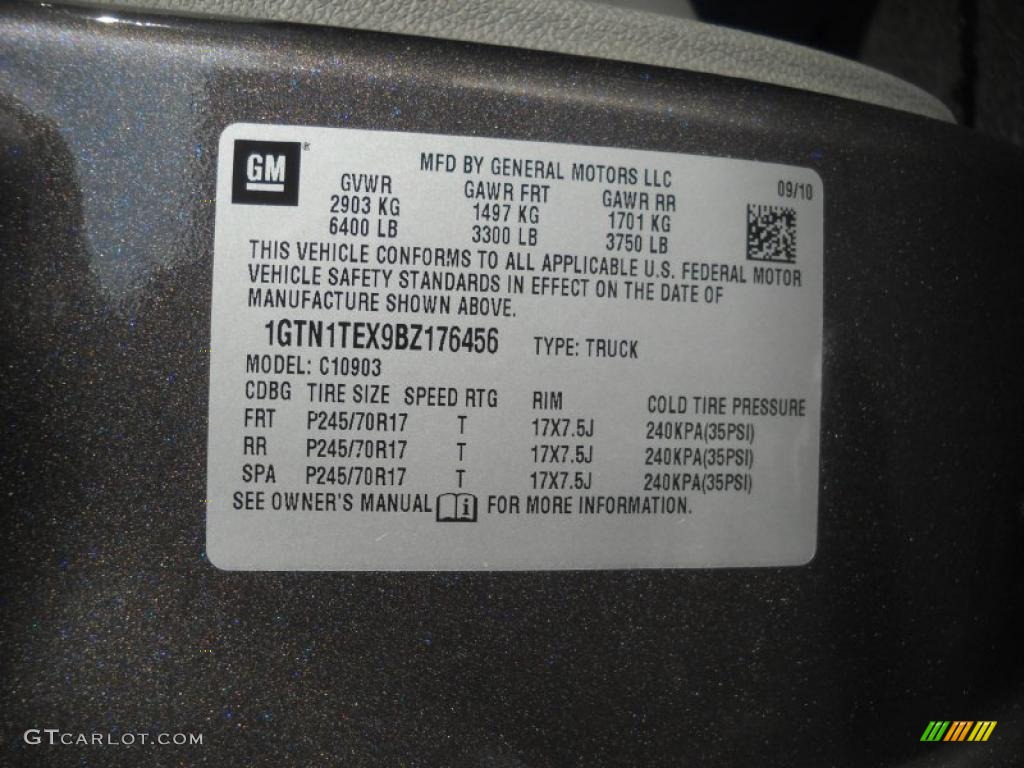 GM®
MFD BY GENERAL MOTORS LLC
09/10
GVWR GAWR FRT GAWR RR
2903 KG 1497 KG 1701 KG
6400 LB 3300 LB 3750 LB
THIS VEHICLE CONFORMS TO ALL APPLICABLE U.S. FEDERAL MOTOR
VEHICLE SAFETY STANDARDS IN EFFECT ON THE DATE OF
MANUFACTURE SHOWN ABOVE.
1GTN1TEX9BZ176456 TYPE: TRUCK
MODEL: C10903
CDBG TIRE SIZE SPEED RTG RIM COLD TIRE PRESSURE
FRT P245/70R17 T 17X7.5J 240KPA(35PSI)
RR P245/70R17 T 17X7.5J 240KPA(35PSI)
SPA P245/70R17 T 17X7.5J 240KPA(35PSI)
SEE OWNER'S MANUAL i FOR MORE INFORMATION.
GTCARLOT.COM